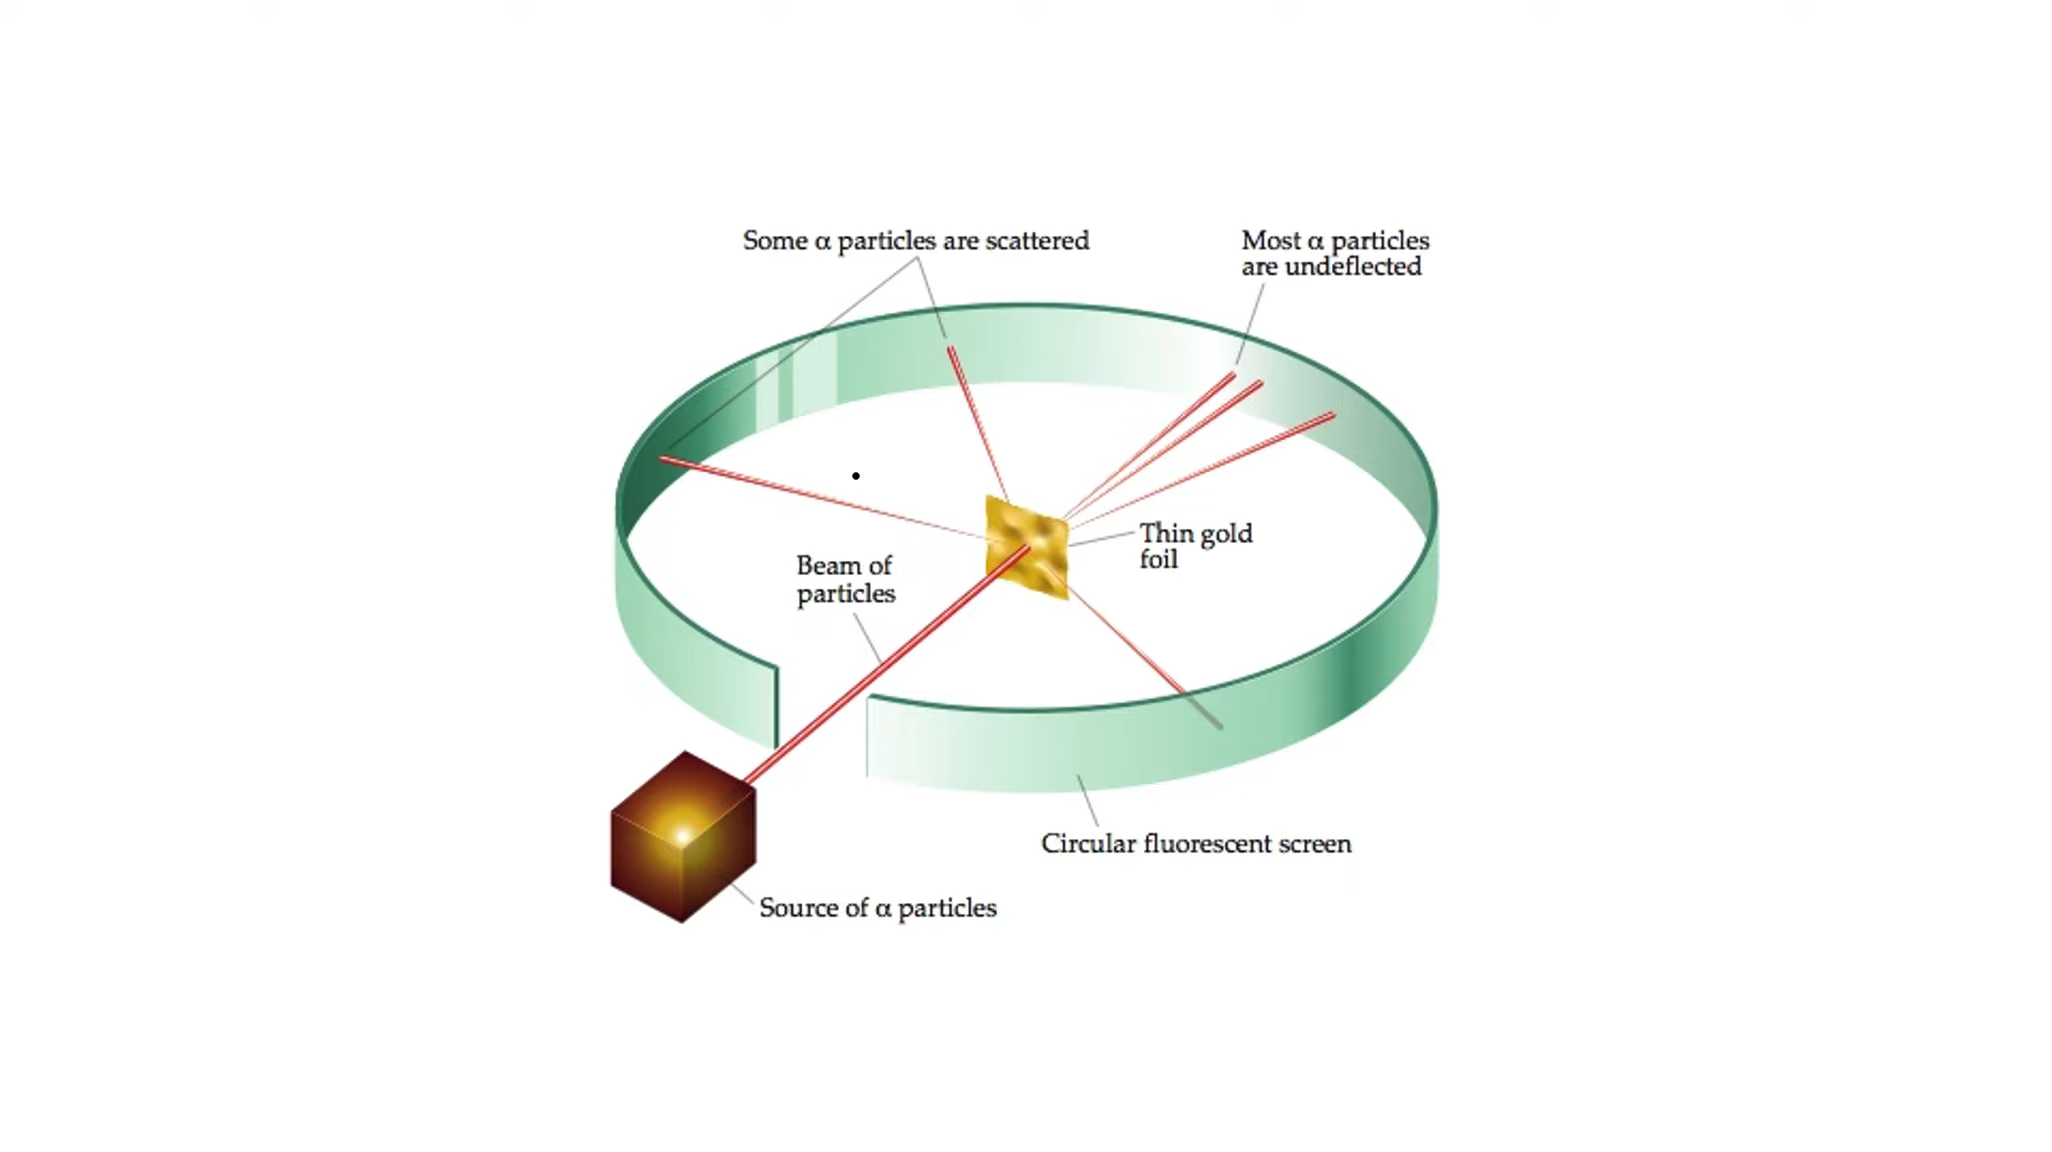 Some α particles are scattered
Most α particles
are undeflected
Thin gold
foil
Beam of
particles
Circular fluorescent screen
Source of α particles